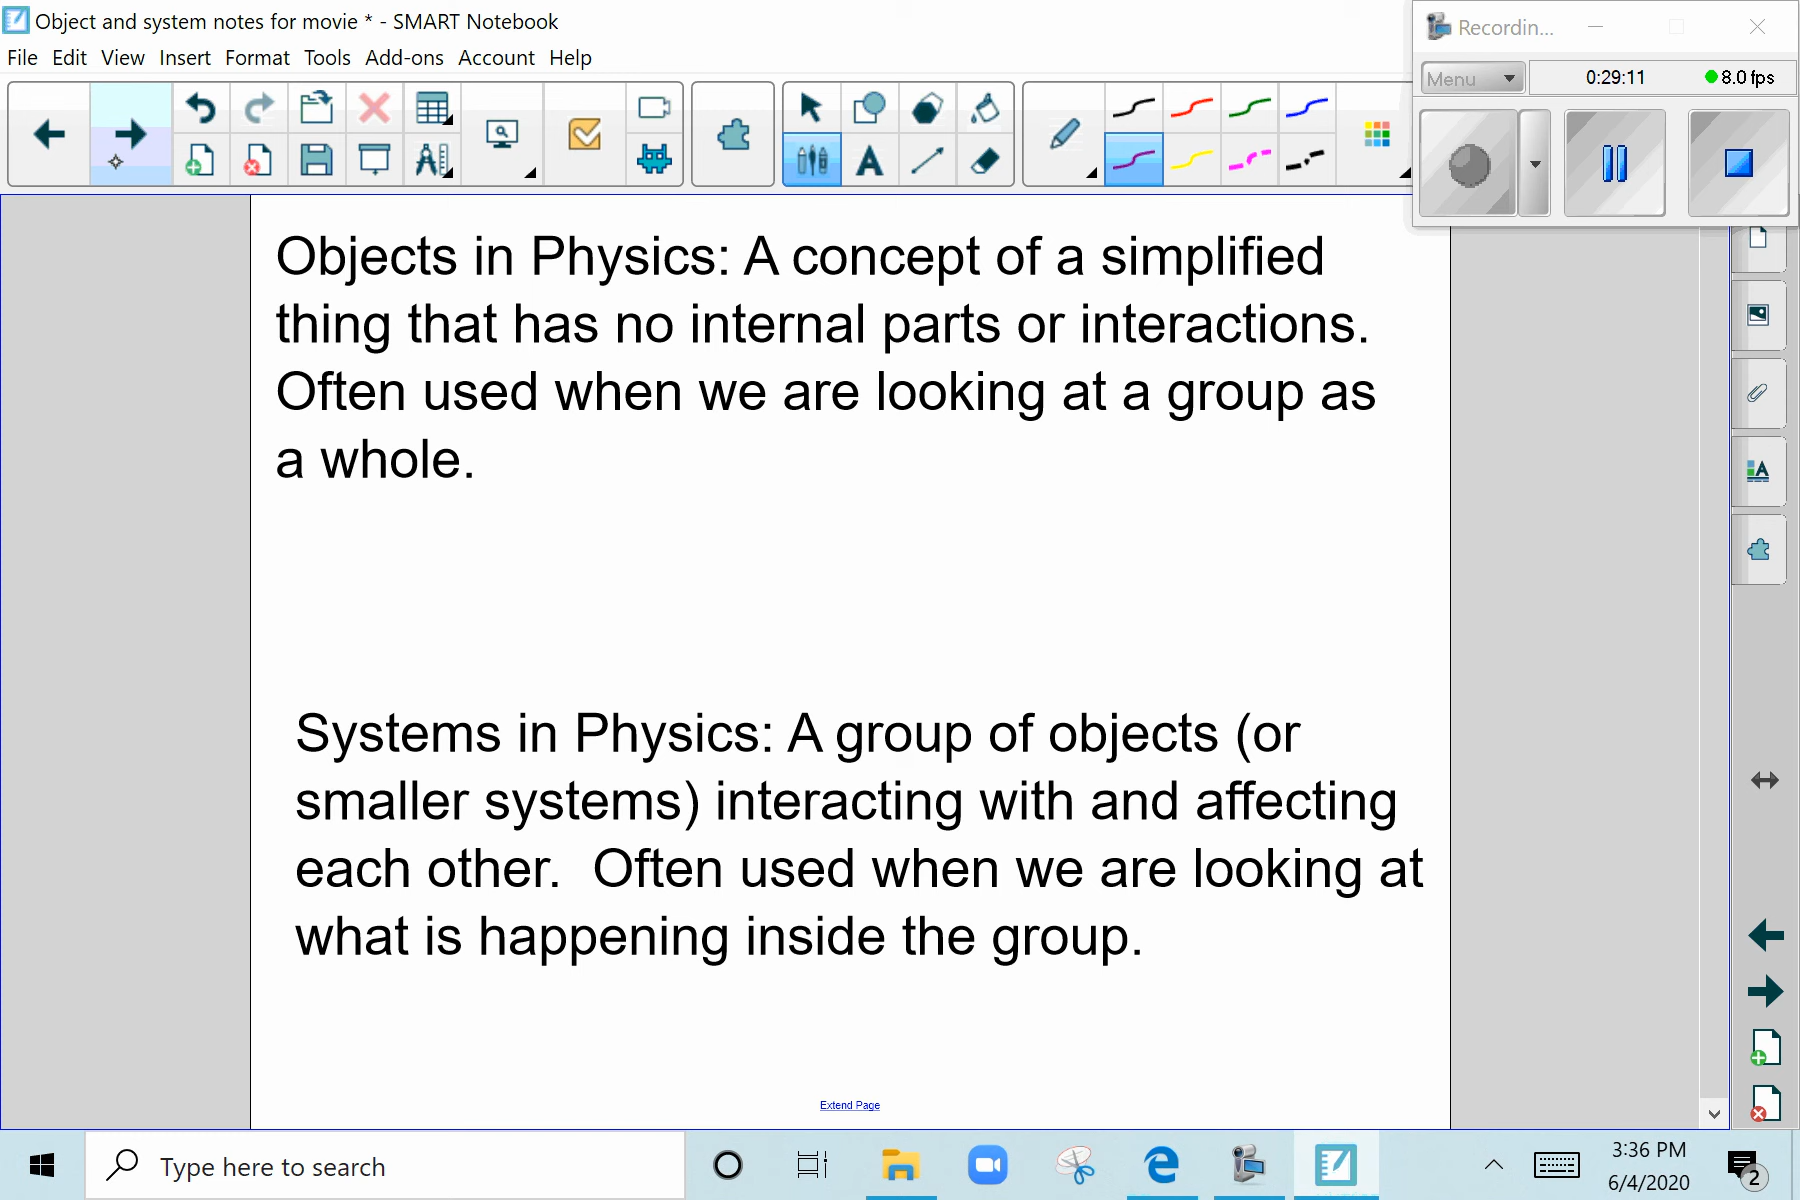 Object and system notes for movie * - SMART Notebook
File Edit View Insert Format Tools Add-ons Account Help
Recordin...
Menu 0:29:11 8.0 fps
Objects in Physics: A concept of a simplified
thing that has no internal parts or interactions.
Often used when we are looking at a group as
a whole.
Systems in Physics: A group of objects (or
smaller systems) interacting with and affecting
each other.  Often used when we are looking at
what is happening inside the group.
Extend Page
Type here to search
3:36 PM
6/4/2020
2